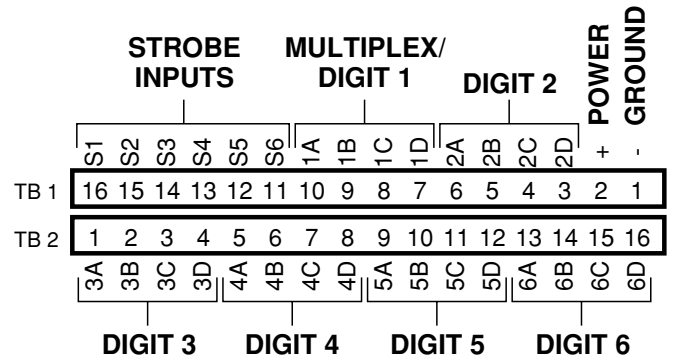 STROBE INPUTS
MULTIPLEX/ DIGIT 1
DIGIT 2
POWER
GROUND
S1 S2 S3 S4 S5 S6 1A 1B 1C 1D 2A 2B 2C 2D + -
TB 1 16 15 14 13 12 11 10 9 8 7 6 5 4 3 2 1
TB 2 1 2 3 4 5 6 7 8 9 10 11 12 13 14 15 16
3A 3B 3C 3D 4A 4B 4C 4D 5A 5B 5C 5D 6A 6B 6C 6D
DIGIT 3 DIGIT 4 DIGIT 5 DIGIT 6